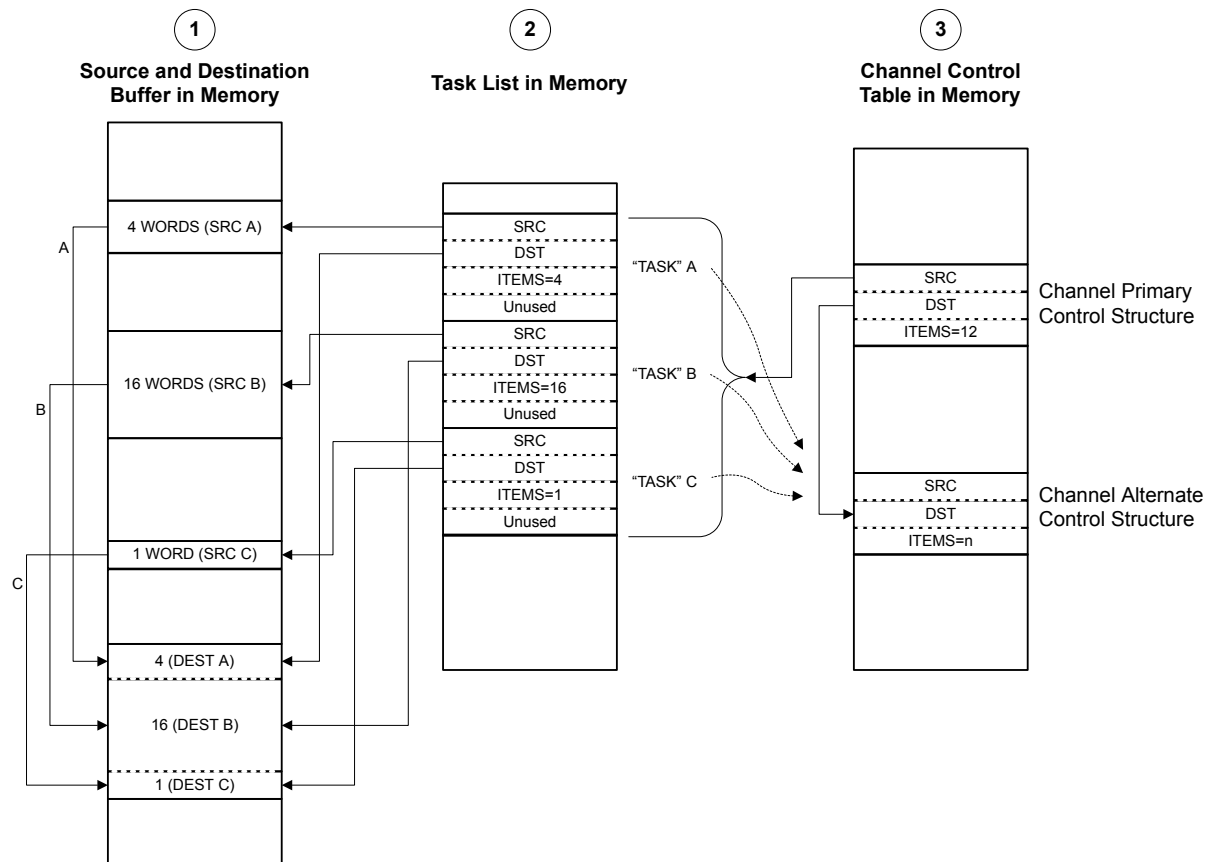 1
Source and Destination
Buffer in Memory
2
Task List in Memory
3
Channel Control
Table in Memory
4 WORDS (SRC A)
A
16 WORDS (SRC B)
B
1 WORD (SRC C)
C
4 (DEST A)
16 (DEST B)
1 (DEST C)
SRC
DST
ITEMS=4
Unused
SRC
DST
ITEMS=16
Unused
SRC
DST
ITEMS=1
Unused
“TASK” A
“TASK” B
“TASK” C
SRC
DST
ITEMS=12
Channel Primary
Control Structure
SRC
DST
ITEMS=n
Channel Alternate
Control Structure